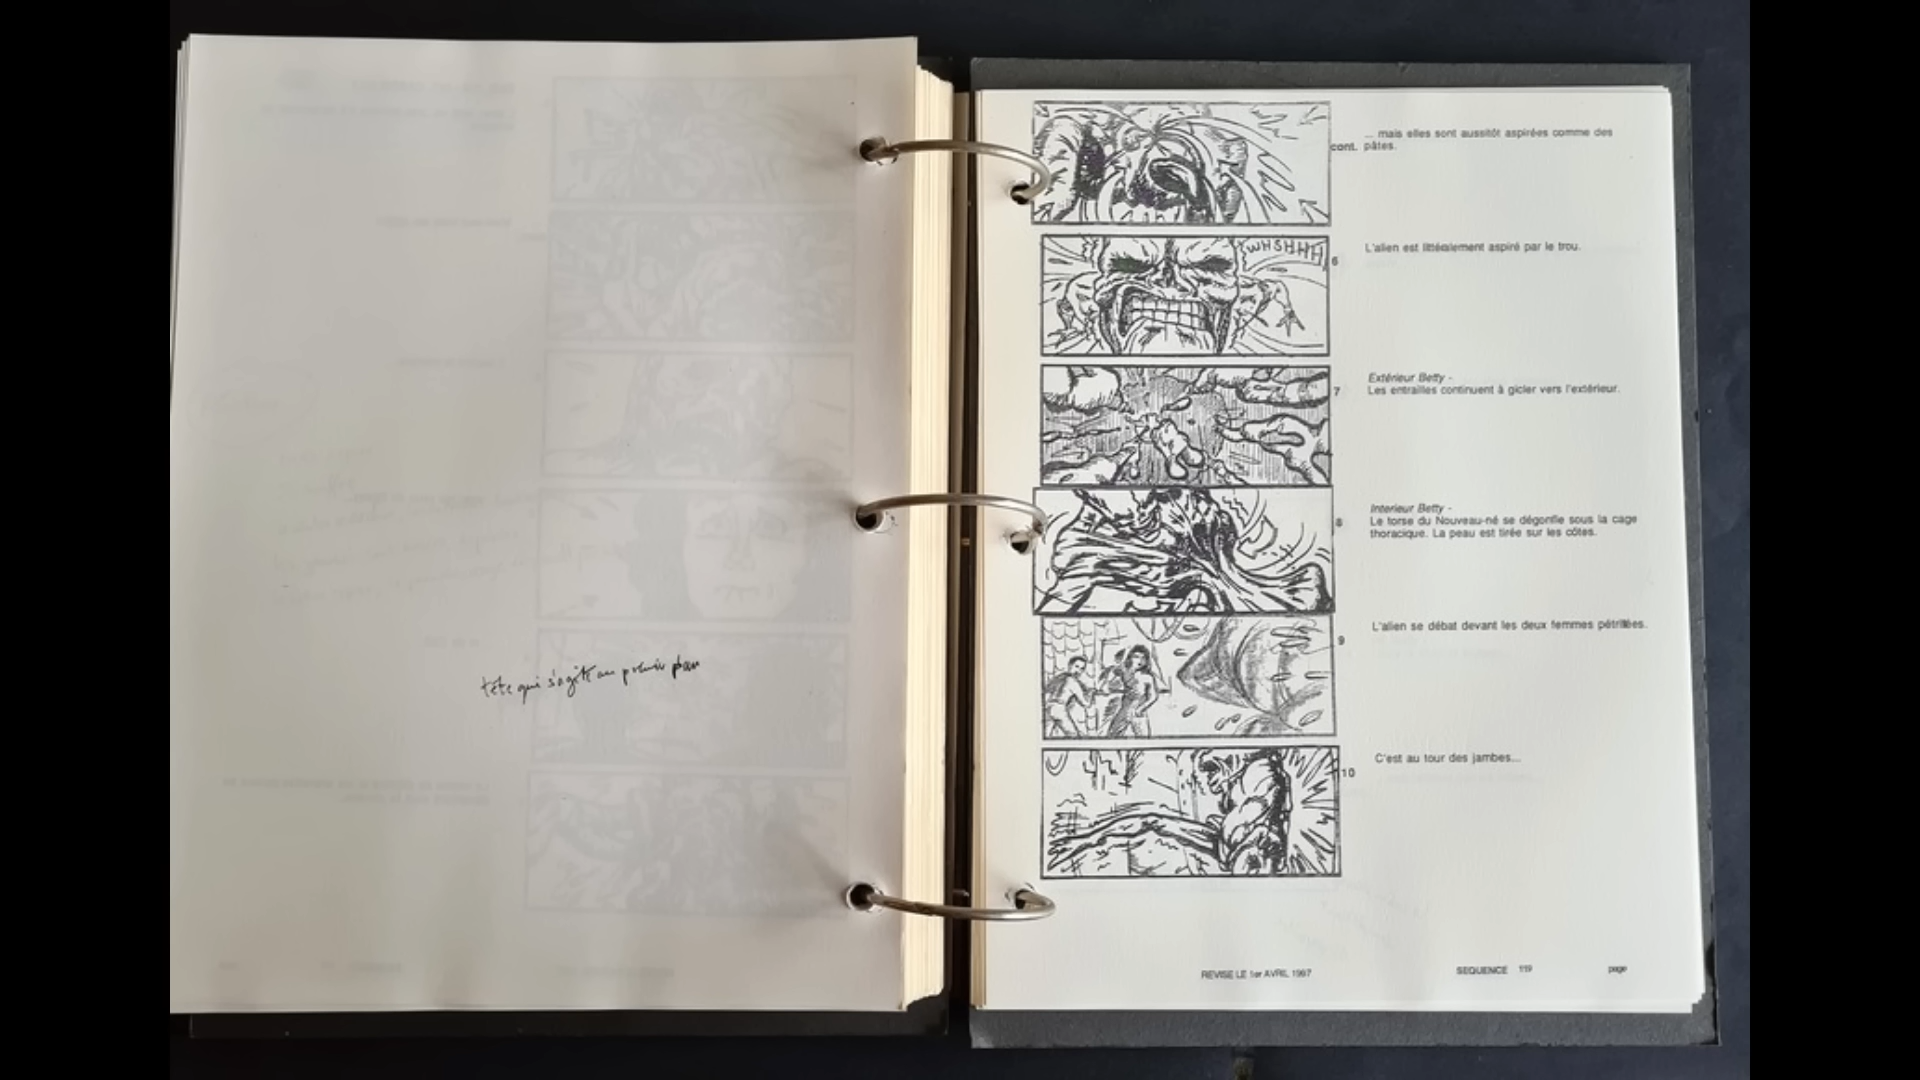 tête qui s'agite au premier plan
... mais elles sont aussitôt aspirées comme des
cont. pâtes.
WHSHHH
6
L'alien est littéralement aspiré par le trou.
Extérieur Betty -
7
Les entrailles continuent à gicler vers l'extérieur.
Interieur Betty -
8
Le torse du Nouveau-né se dégonfle sous la cage
thoracique. La peau est tirée sur les côtes.
9
L'alien se débat devant les deux femmes pétrifiées.
10
C'est au tour des jambes...
REVISE LE 1er AVRIL 1997 SEQUENCE 119 page